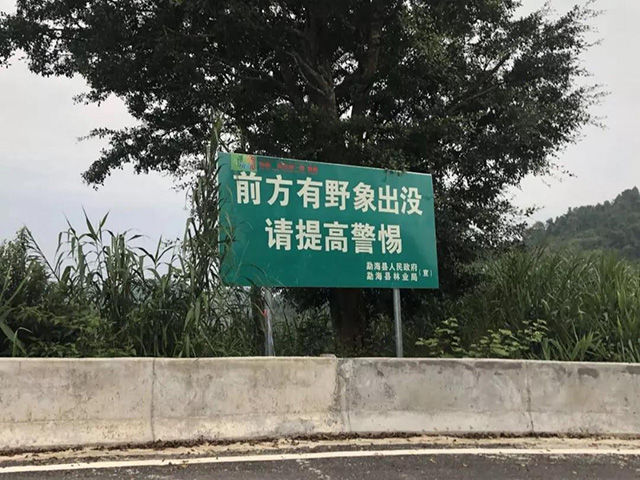 前方有野象出没
请提高警惕
勐海县人民政府
勐海县林业局(宣)